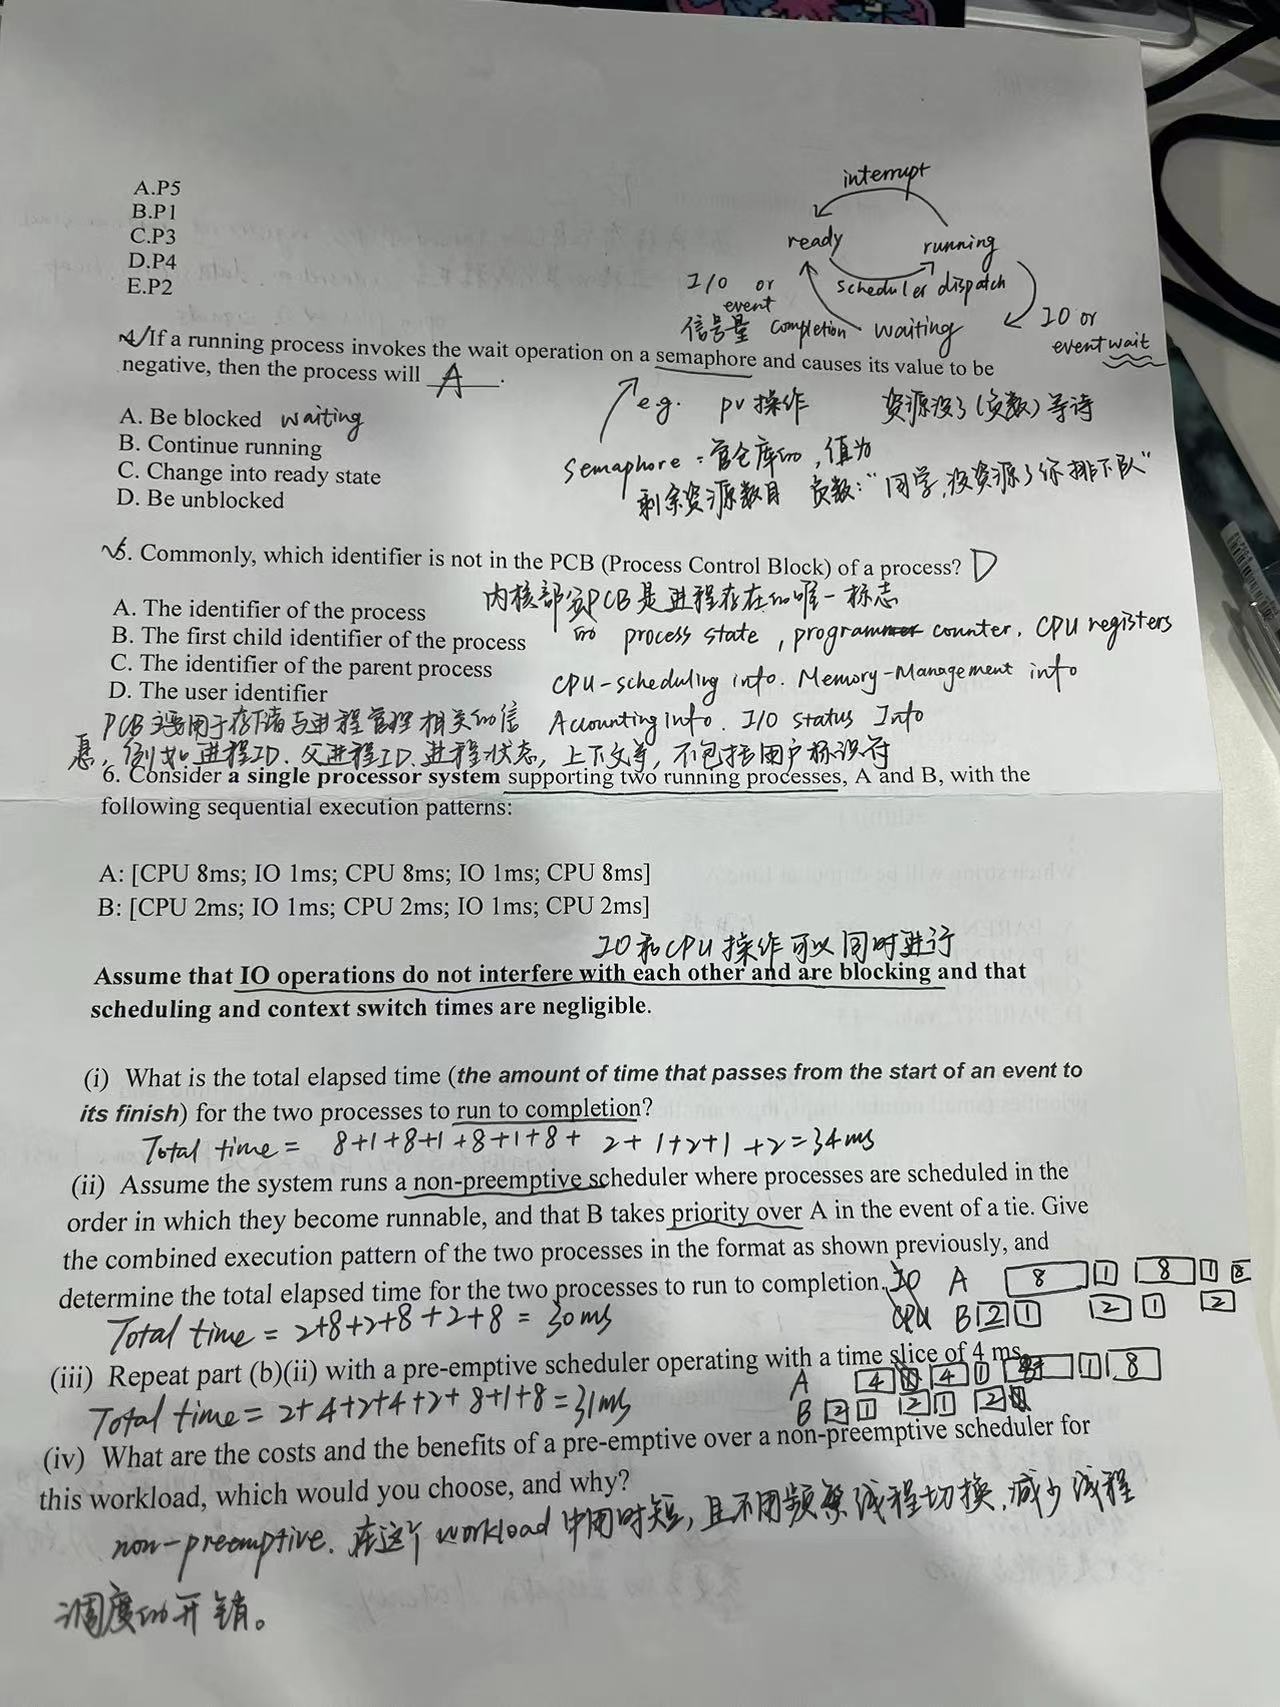 A.P5
B.P1
C.P3
D.P4
E.P2
interrupt
ready
running
scheduler dispatch
I/O or
event
信号量 completion
waiting
IO or
event wait
4. If a running process invokes the wait operation on a semaphore and causes its value to be
negative, then the process will A.
e.g. pv 操作 资源没了(负数)等待
A. Be blocked waiting
B. Continue running
C. Change into ready state
D. Be unblocked
semaphore: 管仓库的,值为
剩余资源数目 负数:“同学,没资源了你排下队”
5. Commonly, which identifier is not in the PCB (Process Control Block) of a process? D
内核部 PCB 是进程存在的唯一标志
A. The identifier of the process
B. The first child identifier of the process
process state, program counter. CPU registers
C. The identifier of the parent process
CPU-scheduling info. Memory-Management info
D. The user identifier
Accounting info. I/O status Info
PCB主要用于存储与进程管理相关的信
息,例如进程ID、父进程ID、进程状态,上下文等,不包括用户标识符
6. Consider a single processor system supporting two running processes, A and B, with the
following sequential execution patterns:
A: [CPU 8ms; IO 1ms; CPU 8ms; IO 1ms; CPU 8ms]
B: [CPU 2ms; IO 1ms; CPU 2ms; IO 1ms; CPU 2ms]
IO和CPU操作可以同时进行
Assume that IO operations do not interfere with each other and are blocking and that
scheduling and context switch times are negligible.
(i) What is the total elapsed time (the amount of time that passes from the start of an event to
its finish) for the two processes to run to completion?
Total time = 8+1+8+1+8+1+8+ 2+1+2+1+2=34ms
(ii) Assume the system runs a non-preemptive scheduler where processes are scheduled in the
order in which they become runnable, and that B takes priority over A in the event of a tie. Give
the combined execution pattern of the two processes in the format as shown previously, and
determine the total elapsed time for the two processes to run to completion.
IO A 8 1 8 1 8
CPU B 2 1 2 1 2
Total time = 2+8+2+8+2+8 = 30ms
(iii) Repeat part (b)(ii) with a pre-emptive scheduler operating with a time slice of 4 ms.
A 4 4 1 1 8
B 2 1 2 1 2
Total time = 2+4+2+4+2+8+1+8=31ms
(iv) What are the costs and the benefits of a pre-emptive over a non-preemptive scheduler for
this workload, which would you choose, and why?
non-preemptive. 在这个workload中用时短,且不用频繁线程切换,减少线程
调度的开销。